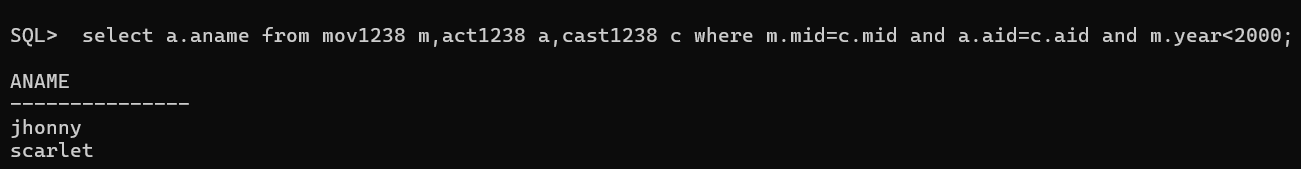 SQL>  select a.aname from mov1238 m,act1238 a,cast1238 c where m.mid=c.mid and a.aid=c.aid and m.year<2000;
ANAME
---------------
jhonny
scarlet